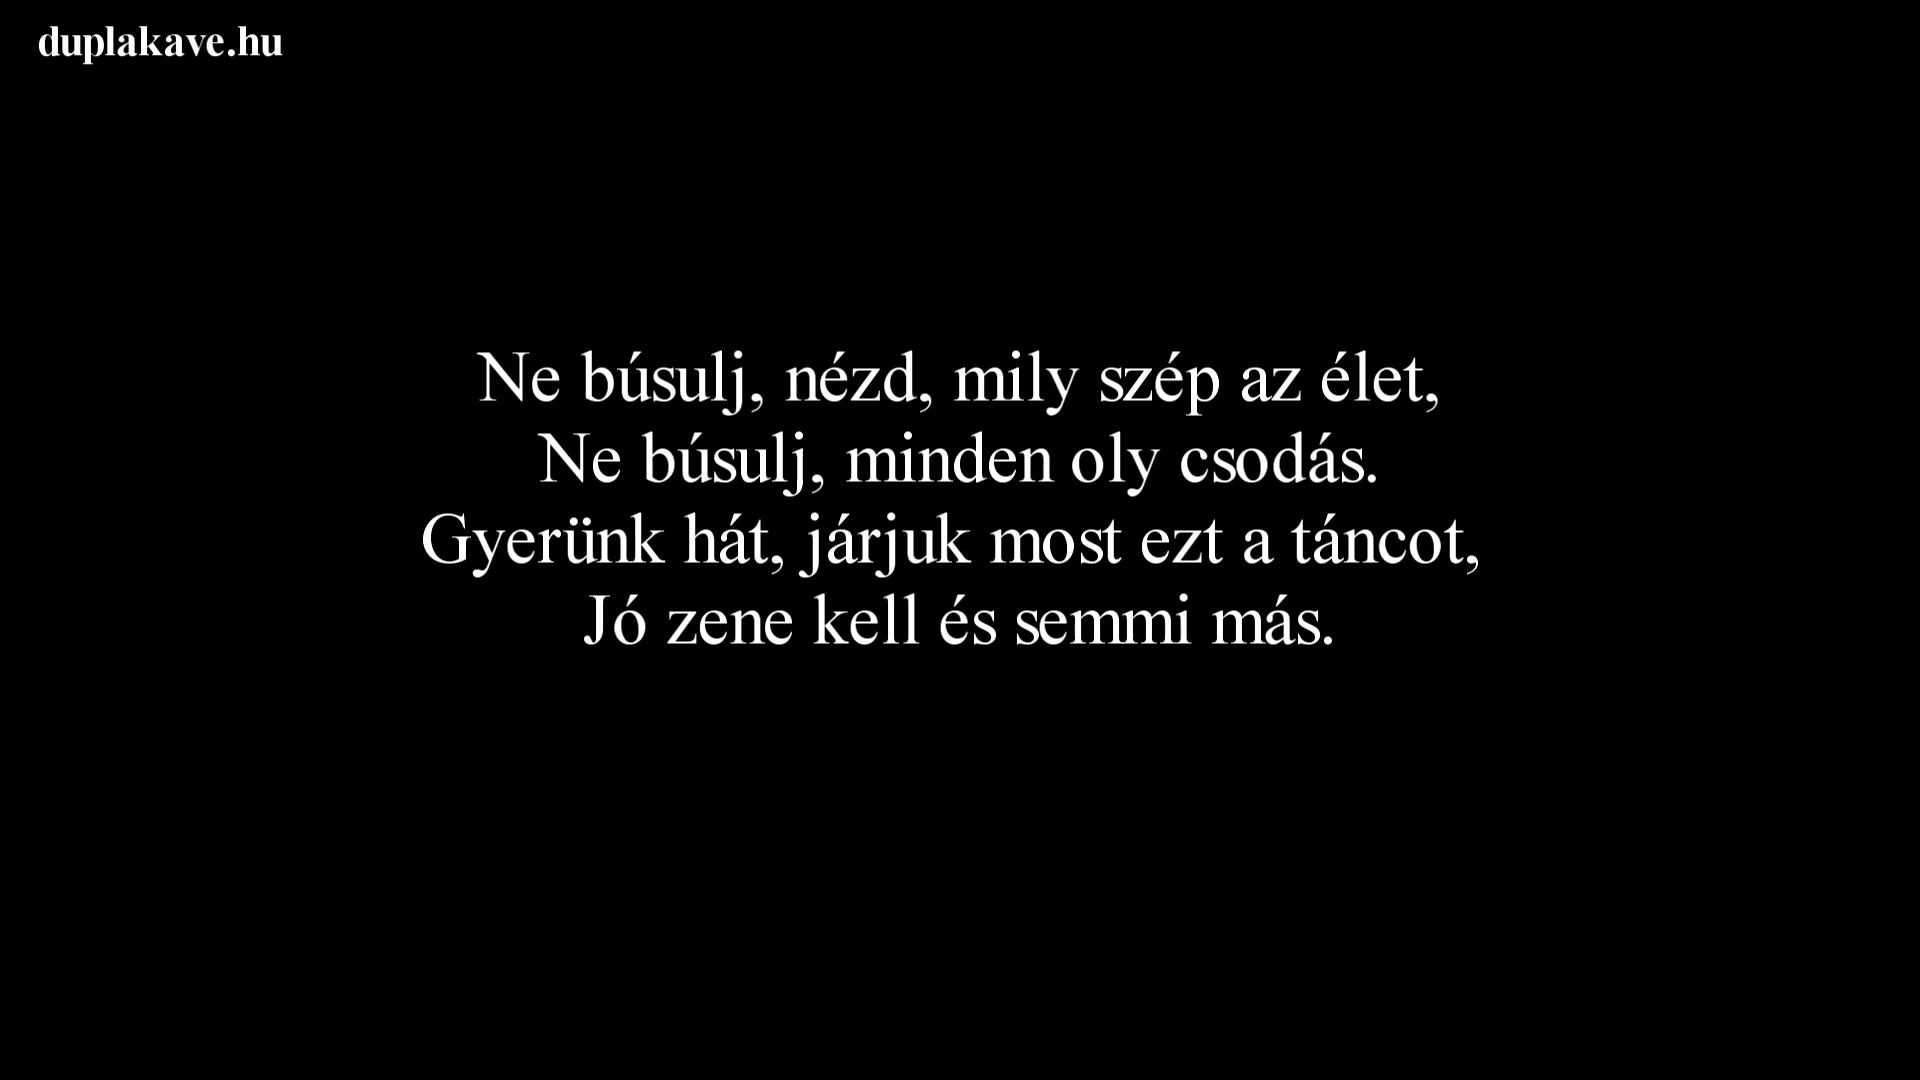 duplakave.hu
Ne búsulj, nézd, mily szép az élet,
Ne búsulj, minden oly csodás.
Gyerünk hát, járjuk most ezt a táncot,
Jó zene kell és semmi más.